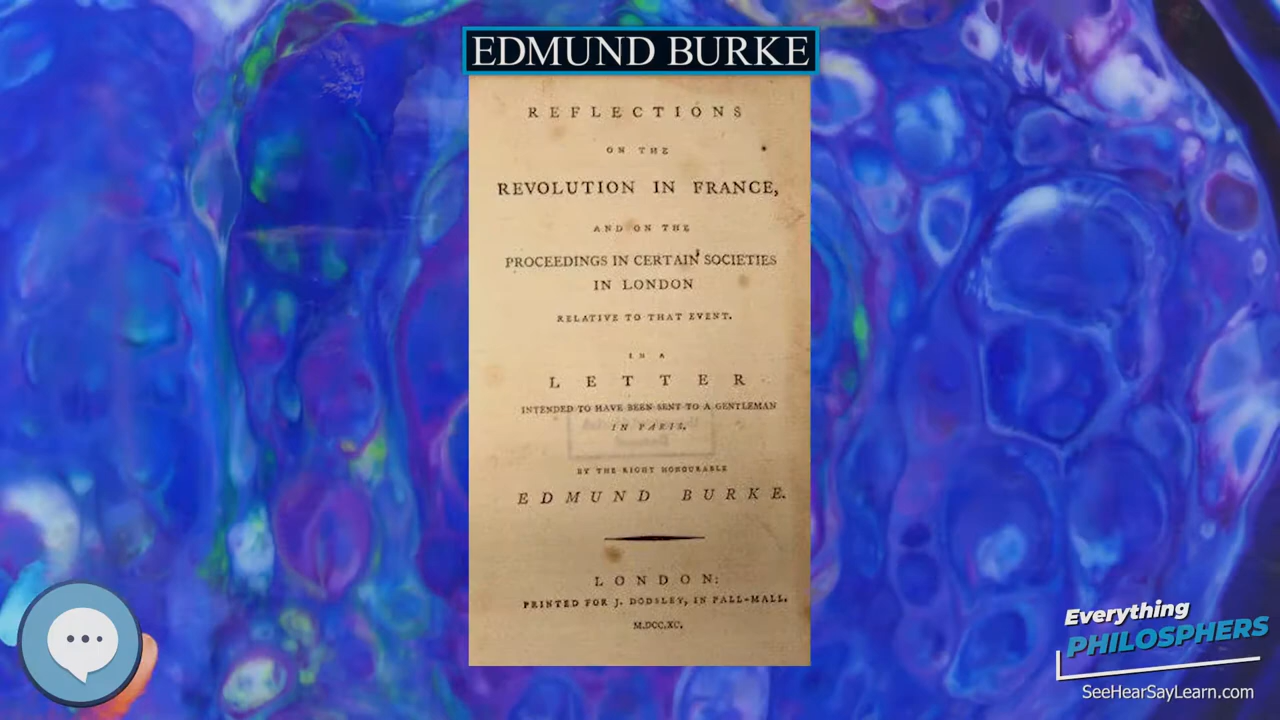 EDMUND BURKE
REFLECTIONS
ON THE
REVOLUTION IN FRANCE,
AND ON THE
PROCEEDINGS IN CERTAIN SOCIETIES
IN LONDON
RELATIVE TO THAT EVENT.
IN A
LETTER
INTENDED TO HAVE BEEN SENT TO A GENTLEMAN
IN PARIS.
BY THE RIGHT HONOURABLE
EDMUND BURKE.
LONDON:
PRINTED FOR J. DODSLEY, IN PALL-MALL.
M.DCC.XC.
Everything
PHILOSPHERS
SeeHearSayLearn.com